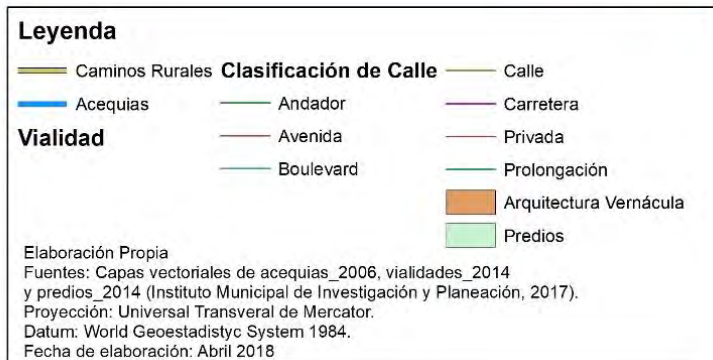 Leyenda
Caminos Rurales
Acequias
Vialidad
Clasificación de Calle
Andador
Avenida
Boulevard
Calle
Carretera
Privada
Prolongación
Arquitectura Vernácula
Predios
Elaboración Propia
Fuentes: Capas vectoriales de acequias_2006, vialidades_2014
y predios_2014 (Instituto Municipal de Investigación y Planeación, 2017).
Proyección: Universal Transveral de Mercator.
Datum: World Geoestadistyc System 1984.
Fecha de elaboración: Abril 2018